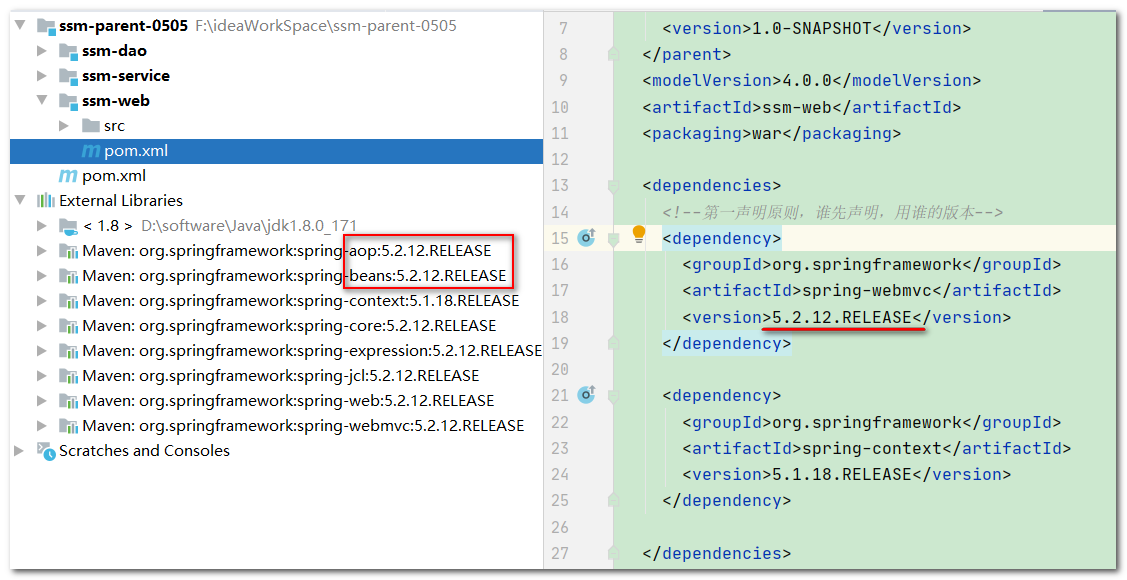 ssm-parent-0505 F:\ideaWorkSpace\ssm-parent-0505
ssm-dao
ssm-service
ssm-web
src
pom.xml
pom.xml
External Libraries
< 1.8 > D:\software\Java\jdk1.8.0_171
Maven: org.springframework:spring-aop:5.2.12.RELEASE
Maven: org.springframework:spring-beans:5.2.12.RELEASE
Maven: org.springframework:spring-context:5.1.18.RELEASE
Maven: org.springframework:spring-core:5.2.12.RELEASE
Maven: org.springframework:spring-expression:5.2.12.RELEASE
Maven: org.springframework:spring-jcl:5.2.12.RELEASE
Maven: org.springframework:spring-web:5.2.12.RELEASE
Maven: org.springframework:spring-webmvc:5.2.12.RELEASE
Scratches and Consoles
7 <version>1.0-SNAPSHOT</version>
8 </parent>
9 <modelVersion>4.0.0</modelVersion>
10 <artifactId>ssm-web</artifactId>
11 <packaging>war</packaging>
12
13 <dependencies>
14 <!--第一声明原则，谁先声明，用谁的版本-->
15 <dependency>
16 <groupId>org.springframework</groupId>
17 <artifactId>spring-webmvc</artifactId>
18 <version>5.2.12.RELEASE</version>
19 </dependency>
20
21 <dependency>
22 <groupId>org.springframework</groupId>
23 <artifactId>spring-context</artifactId>
24 <version>5.1.18.RELEASE</version>
25 </dependency>
26
27 </dependencies>